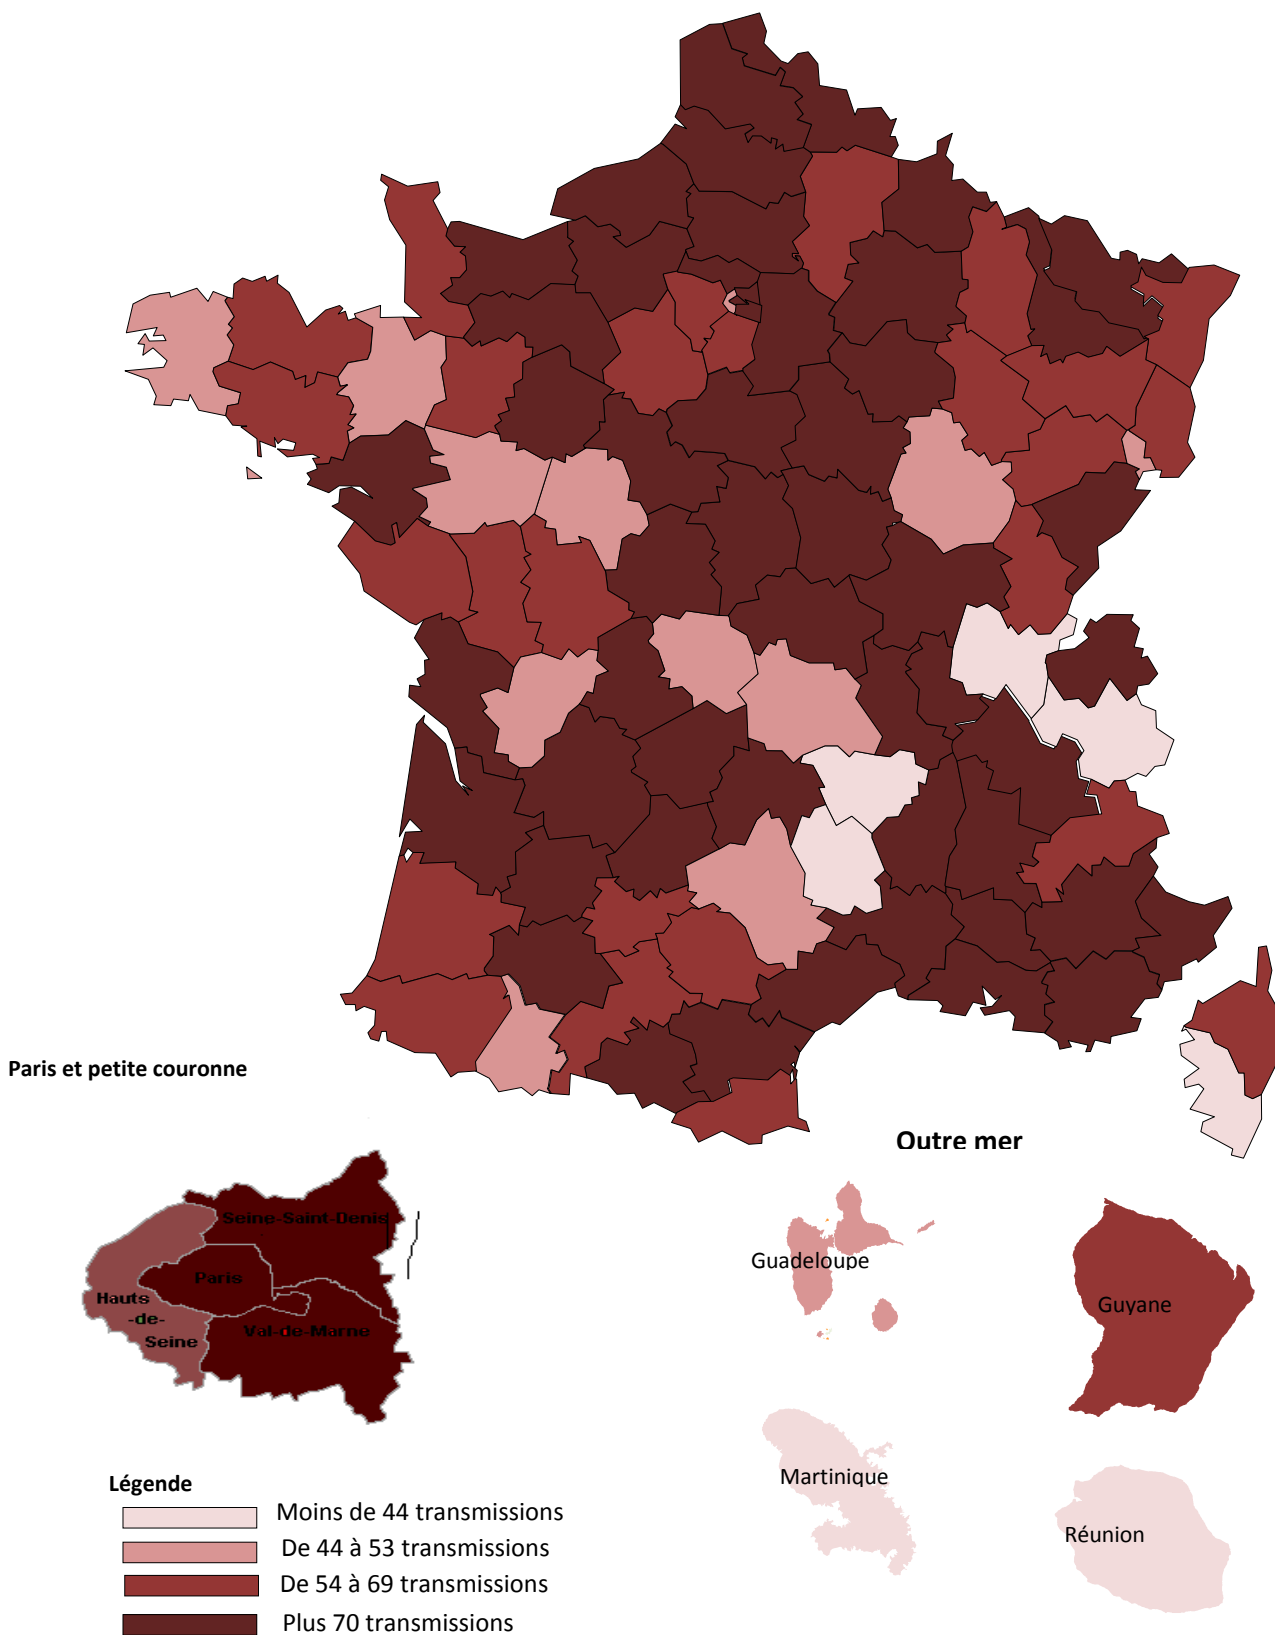 Paris et petite couronne
Outre mer
Seine-Saint-Denis
Paris
Hauts
-de-
Seine
Val-de-Marne
Guadeloupe
Guyane
Martinique
Réunion
Légende
Moins de 44 transmissions
De 44 à 53 transmissions
De 54 à 69 transmissions
Plus 70 transmissions